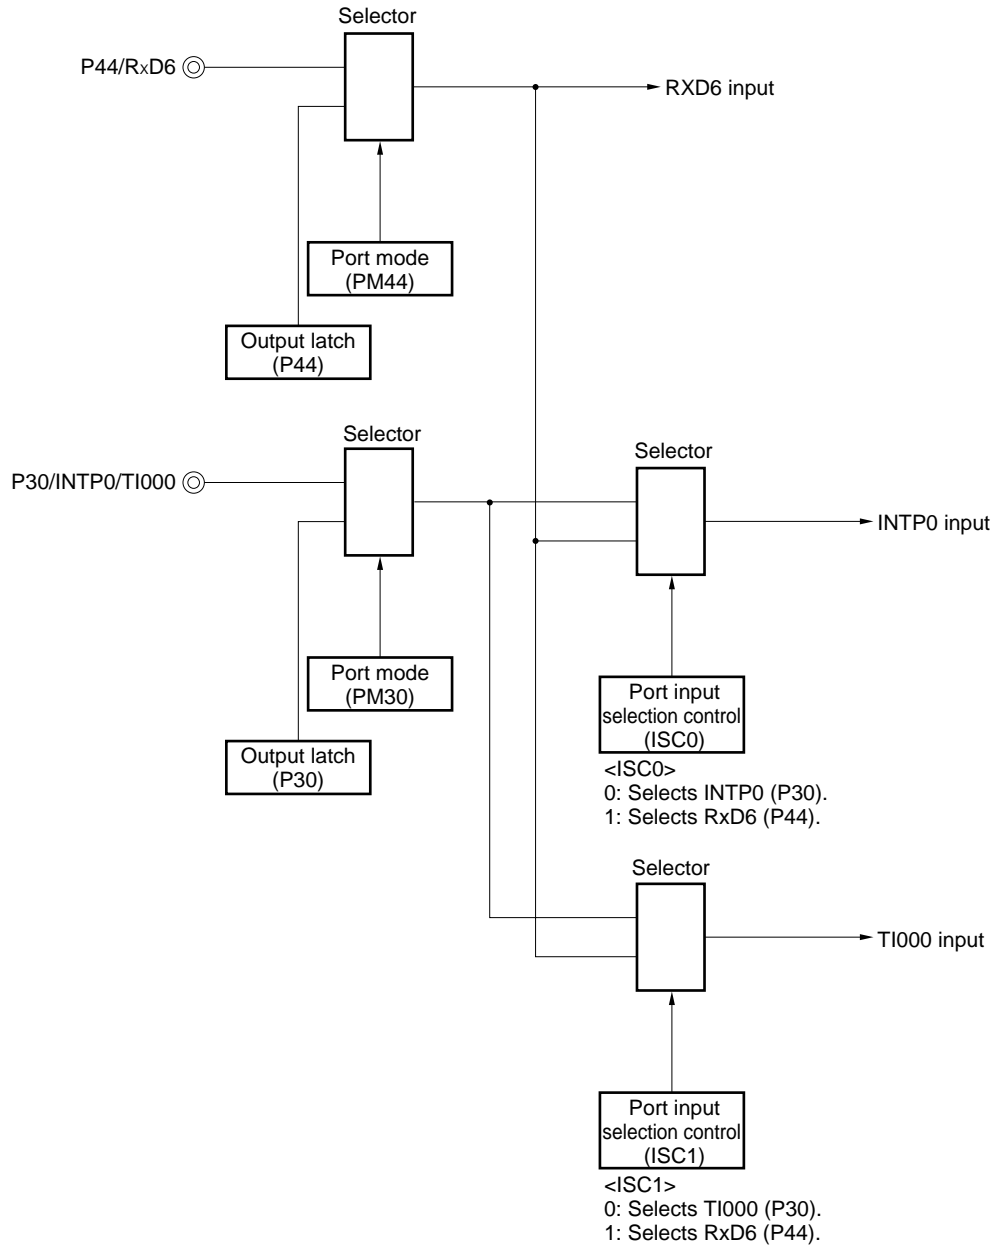 Selector
P44/RxD6
RXD6 input
Port mode
(PM44)
Output latch
(P44)
Selector
P30/INTP0/TI000
Selector
INTP0 input
Port mode
(PM30)
Output latch
(P30)
Port input
selection control
(ISC0)
<ISC0>
0: Selects INTP0 (P30).
1: Selects RxD6 (P44).
Selector
TI000 input
Port input
selection control
(ISC1)
<ISC1>
0: Selects TI000 (P30).
1: Selects RxD6 (P44).